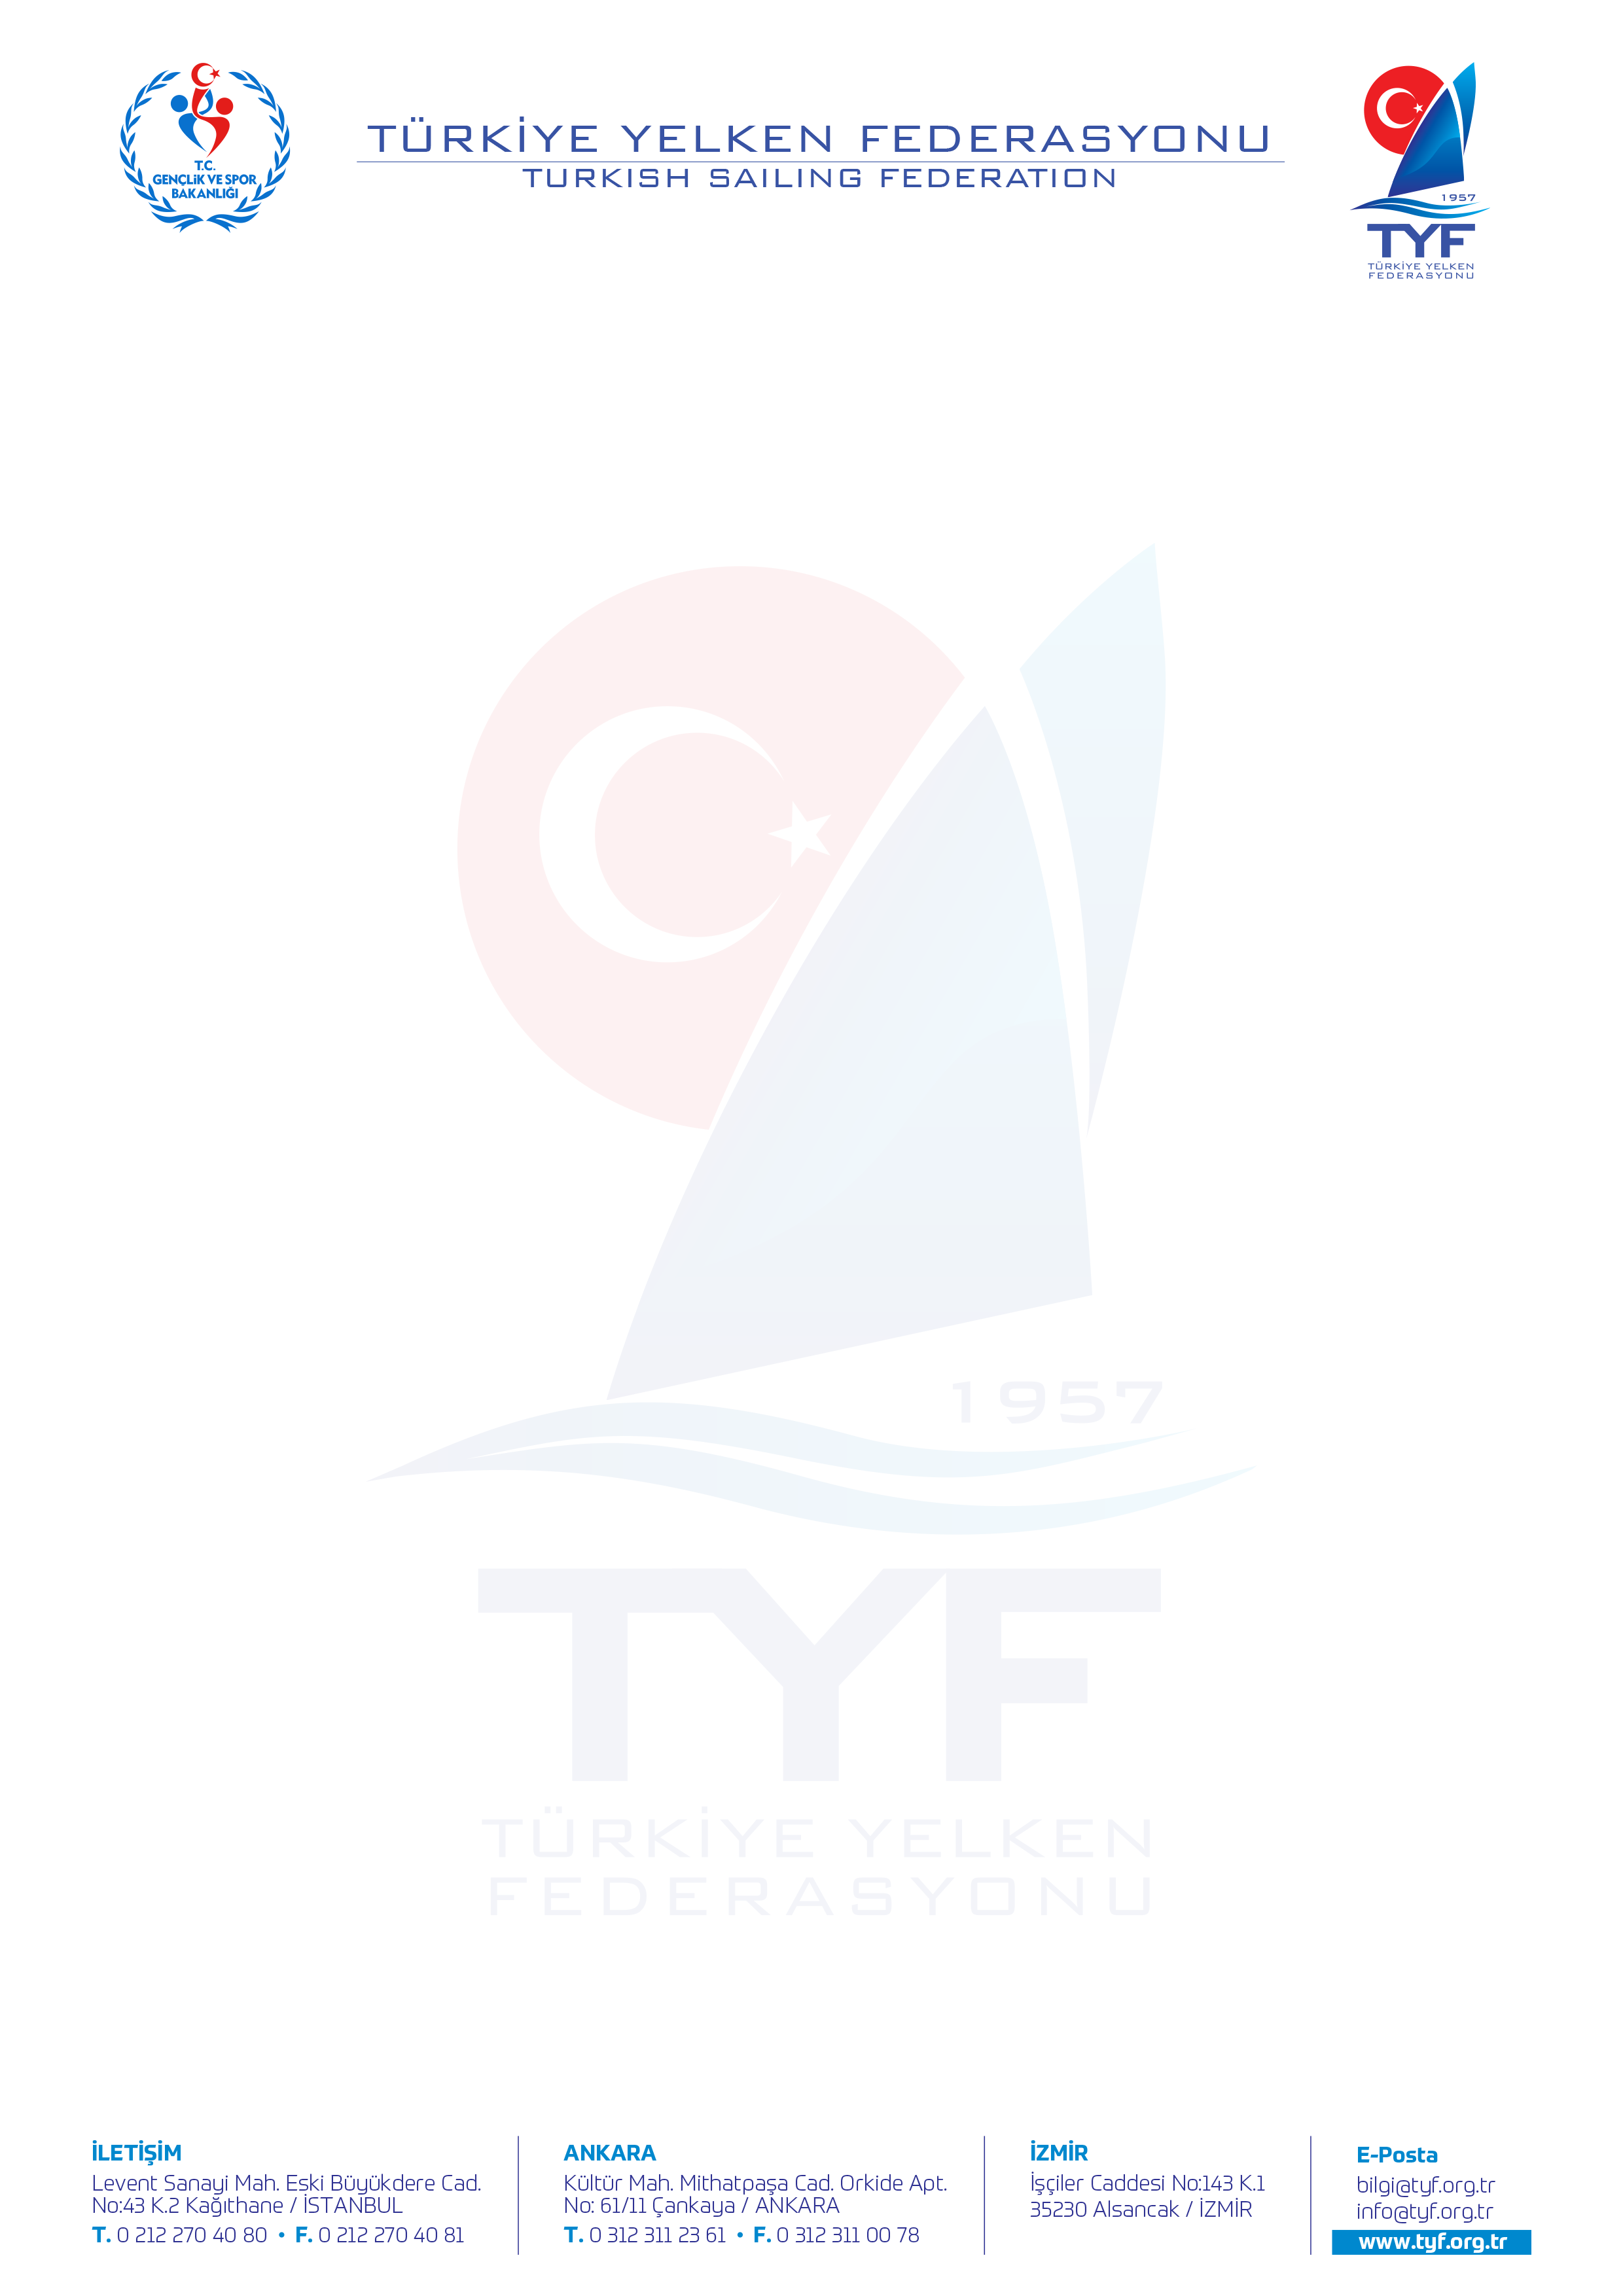 T.C.
GENÇLİK VE SPOR
BAKANLIĞI
TÜRKİYE YELKEN FEDERASYONU
TURKISH SAILING FEDERATION
1957
TYF
TÜRKİYE YELKEN
FEDERASYONU
1957
TYF
TÜRKİYE YELKEN
FEDERASYONU
İLETİŞİM
Levent Sanayi Mah. Eski Büyükdere Cad.
No:43 K.2 Kağıthane / İSTANBUL
T. 0 212 270 40 80 • F. 0 212 270 40 81
ANKARA
Kültür Mah. Mithatpaşa Cad. Orkide Apt.
No: 61/11 Çankaya / ANKARA
T. 0 312 311 23 61 • F. 0 312 311 00 78
İZMİR
İşçiler Caddesi No:143 K.1
35230 Alsancak / İZMİR
E-Posta
bilgi@tyf.org.tr
info@tyf.org.tr
www.tyf.org.tr